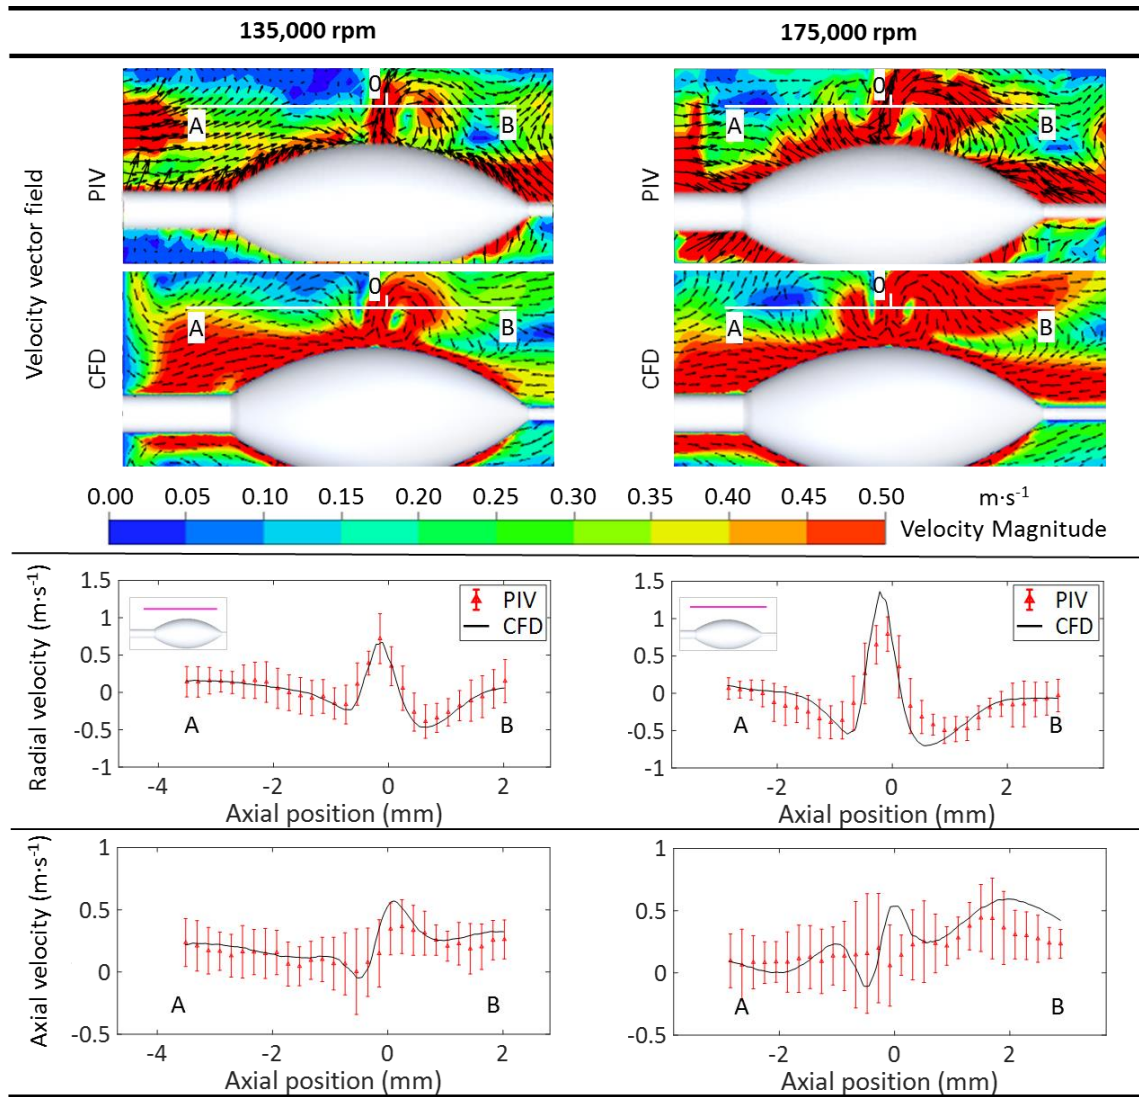 135,000 rpm 175,000 rpm
Velocity vector field
PIV
0
A B
PIV
0
A B
CFD
0
A B
CFD
0
A B
0.00 0.05 0.10 0.15 0.20 0.25 0.30 0.35 0.40 0.45 0.50 m·s⁻¹
Velocity Magnitude
Radial velocity (m·s⁻¹)
1.5
1
0.5
0
-0.5
-1
PIV
CFD
A B
-4 -2 0 2
Axial position (mm)
1.5
1
0.5
0
-0.5
-1
PIV
CFD
A B
-2 0 2
Axial position (mm)
Axial velocity (m·s⁻¹)
1
0.5
0
-0.5
A B
-4 -2 0 2
Axial position (mm)
1
0.5
0
-0.5
A B
-2 0 2
Axial position (mm)